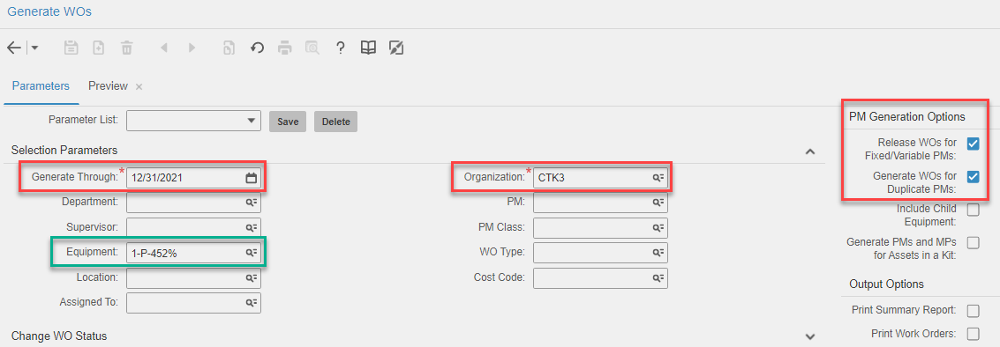 Generate WOs
Parameters
Preview
Parameter List:
Save
Delete
Selection Parameters
Generate Through:
*
12/31/2021
Organization:
*
CTK3
Department:
PM:
Supervisor:
PM Class:
Equipment:
1-P-452%
WO Type:
Location:
Cost Code:
Assigned To:
Change WO Status
PM Generation Options
Release WOs for
Fixed/Variable PMs:
Generate WOs for
Duplicate PMs:
Include Child
Equipment:
Generate PMs and MPs
for Assets in a Kit:
Output Options
Print Summary Report:
Print Work Orders: